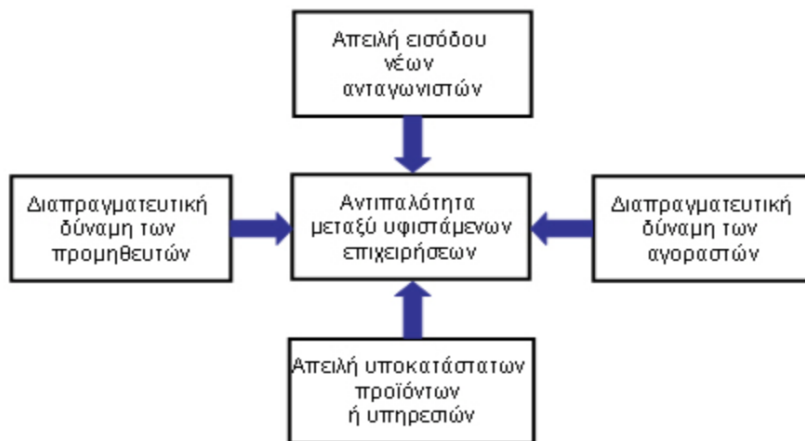 Απειλή εισόδου
νέων
ανταγωνιστών
Διαπραγματευτική
δύναμη των
προμηθευτών
Αντιπαλότητα
μεταξύ υφιστάμενων
επιχειρήσεων
Διαπραγματευτική
δύναμη των
αγοραστών
Απειλή υποκατάστατων
προϊόντων
ή υπηρεσιών